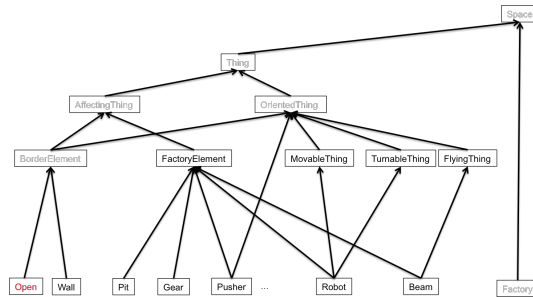 Space
Thing
AffectingThing
OrientedThing
BorderElement
FactoryElement
MovableThing
TurnableThing
FlyingThing
Open
Wall
Pit
Gear
Pusher
...
Robot
Beam
Factory